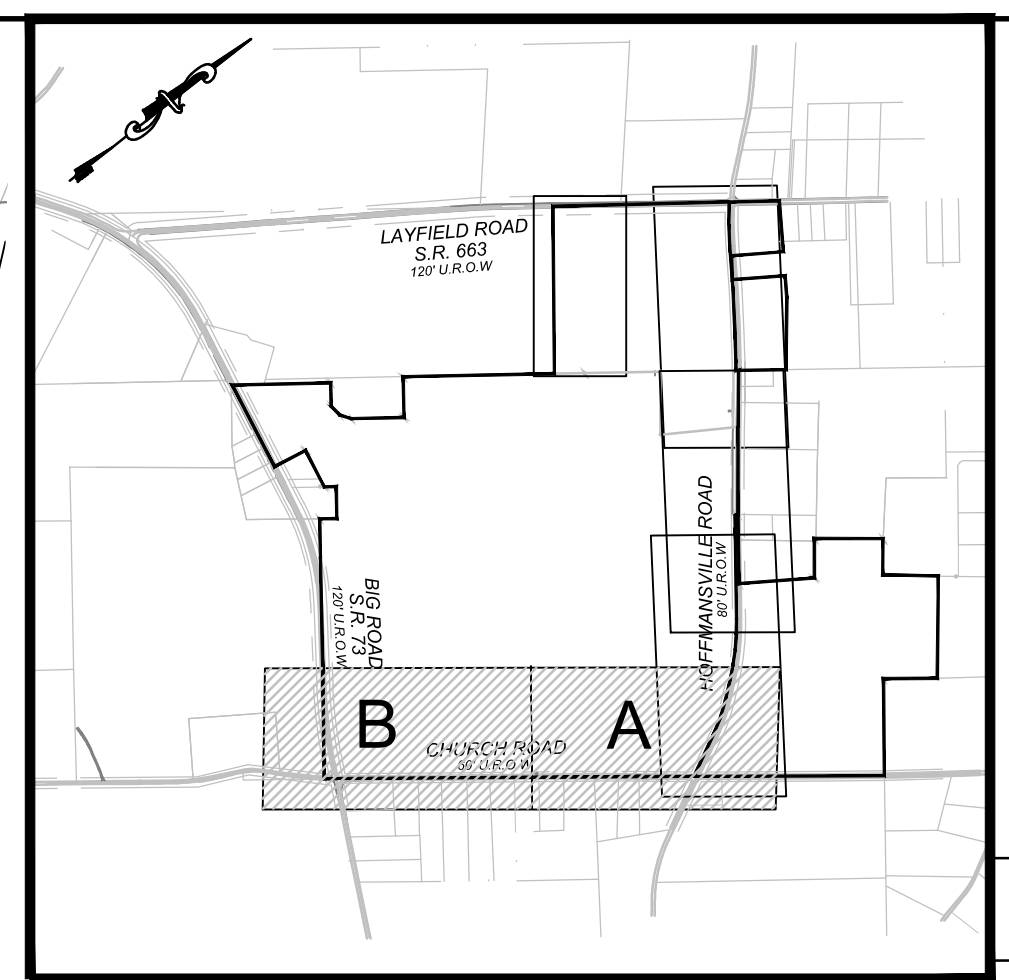 LAYFIELD ROAD
S.R. 663
120' U.R.O.W
HOFFMANSVILLE ROAD
80' U.R.O.W
BIG ROAD
S.R. 73
120' U.R.O.W
B
A
CHURCH ROAD
60' U.R.O.W
N